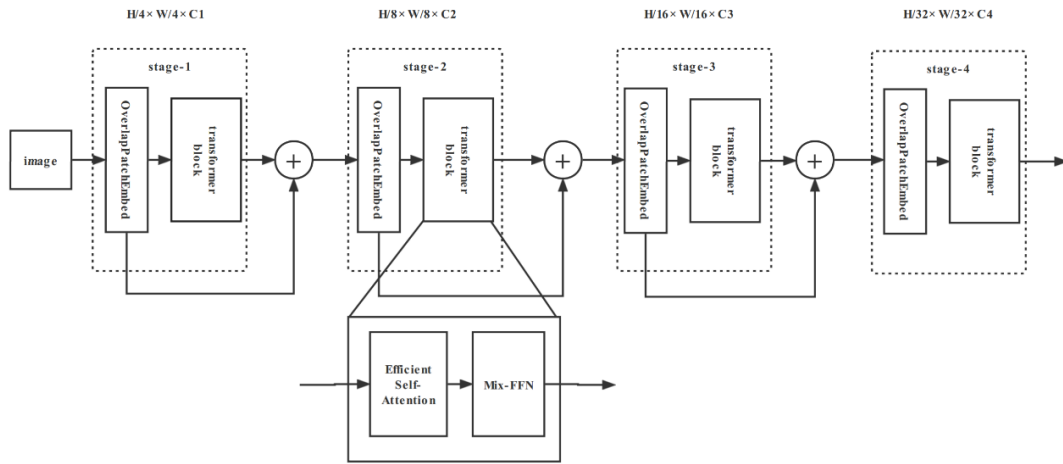 H/4× W/4× C1
H/8× W/8× C2
H/16× W/16× C3
H/32× W/32× C4
stage-1
stage-2
stage-3
stage-4
image
OverlapPatchEmbed
transformer
block
+
OverlapPatchEmbed
transformer
block
+
OverlapPatchEmbed
transformer
block
+
OverlapPatchEmbed
transformer
block
Efficient
Self-
Attention
Mix-FFN